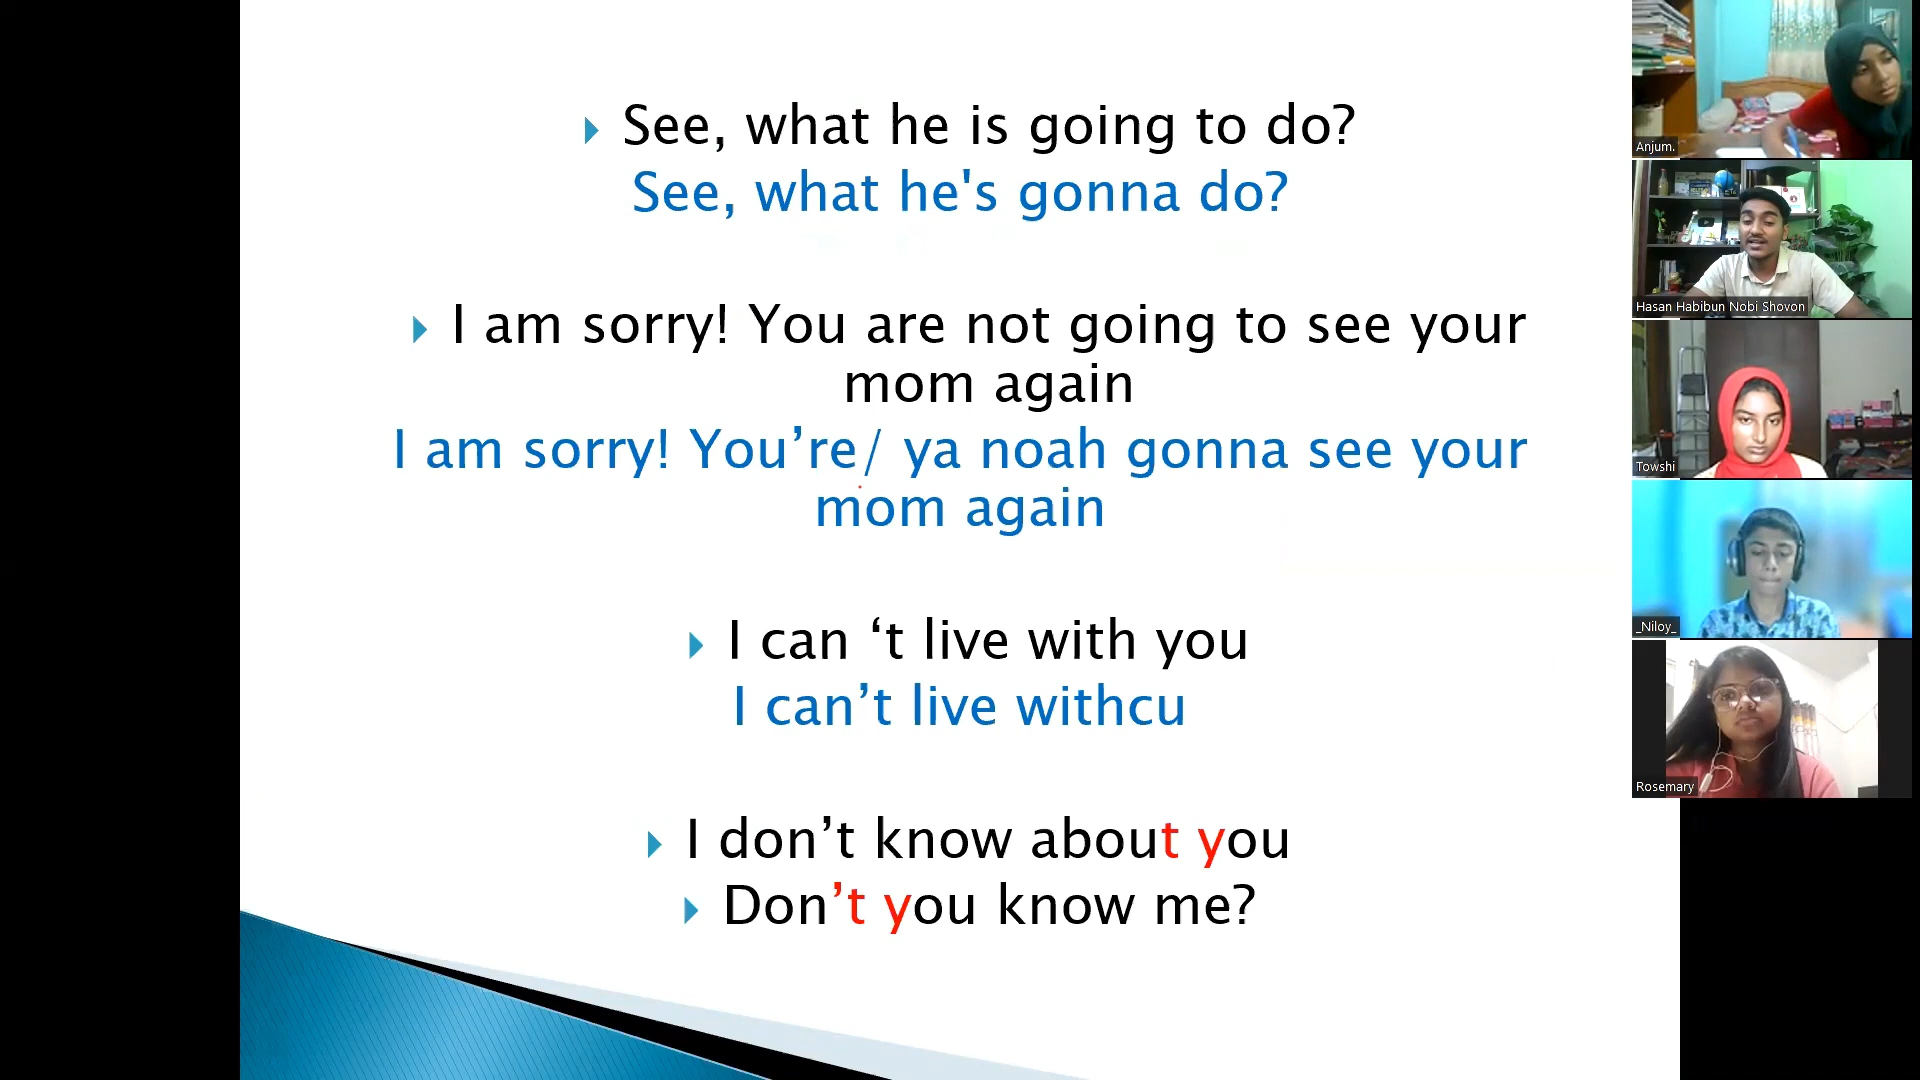 See, what he is going to do?
See, what he's gonna do?
I am sorry! You are not going to see your
mom again
I am sorry! You’re/ ya noah gonna see your
mom again
I can ‘t live with you
I can’t live withcu
I don’t know about you
Don’t you know me?
Anjum.
Hasan Habibun Nobi Shovon
Towshi
_Niloy_
Rosemary